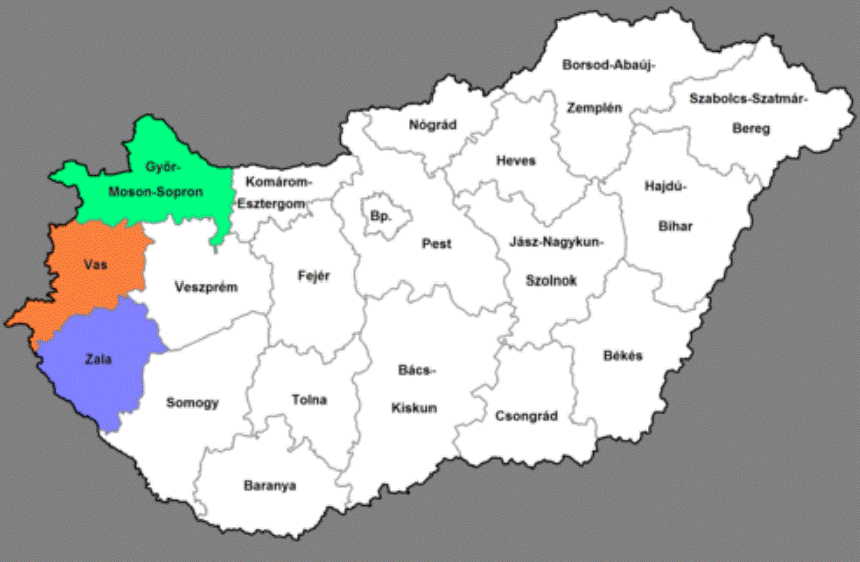 Borsod-Abaúj-
Zemplén
Szabolcs-Szatmár-
Bereg
Nógrád
Heves
Győr-
Moson-Sopron
Komárom-
Esztergom
Hajdú-
Bihar
Bp.
Pest
Jász-Nagykun-
Szolnok
Vas
Veszprém
Fejér
Zala
Somogy
Tolna
Bács-
Kiskun
Békés
Csongrád
Baranya